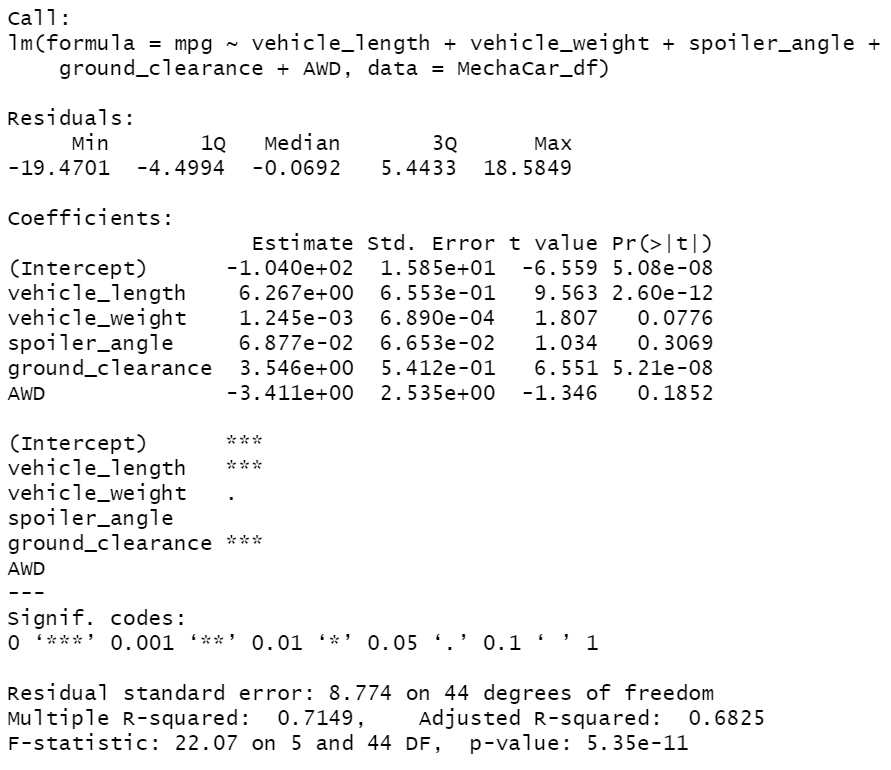 Call:
lm(formula = mpg ~ vehicle_length + vehicle_weight + spoiler_angle +
    ground_clearance + AWD, data = MechaCar_df)

Residuals:
     Min       1Q   Median       3Q      Max
-19.4701  -4.4994  -0.0692   5.4433  18.5849

Coefficients:
                   Estimate Std. Error t value Pr(>|t|)
(Intercept)      -1.040e+02  1.585e+01  -6.559 5.08e-08
vehicle_length    6.267e+00  6.553e-01   9.563 2.60e-12
vehicle_weight    1.245e-03  6.890e-04   1.807   0.0776
spoiler_angle     6.877e-02  6.653e-02   1.034   0.3069
ground_clearance  3.546e+00  5.412e-01   6.551 5.21e-08
AWD              -3.411e+00  2.535e+00  -1.346   0.1852

(Intercept)      ***
vehicle_length   ***
vehicle_weight   .
spoiler_angle
ground_clearance ***
AWD
---
Signif. codes:
0 ‘***’ 0.001 ‘**’ 0.01 ‘*’ 0.05 ‘.’ 0.1 ‘ ’ 1

Residual standard error: 8.774 on 44 degrees of freedom
Multiple R-squared:  0.7149,    Adjusted R-squared:  0.6825
F-statistic: 22.07 on 5 and 44 DF,  p-value: 5.35e-11